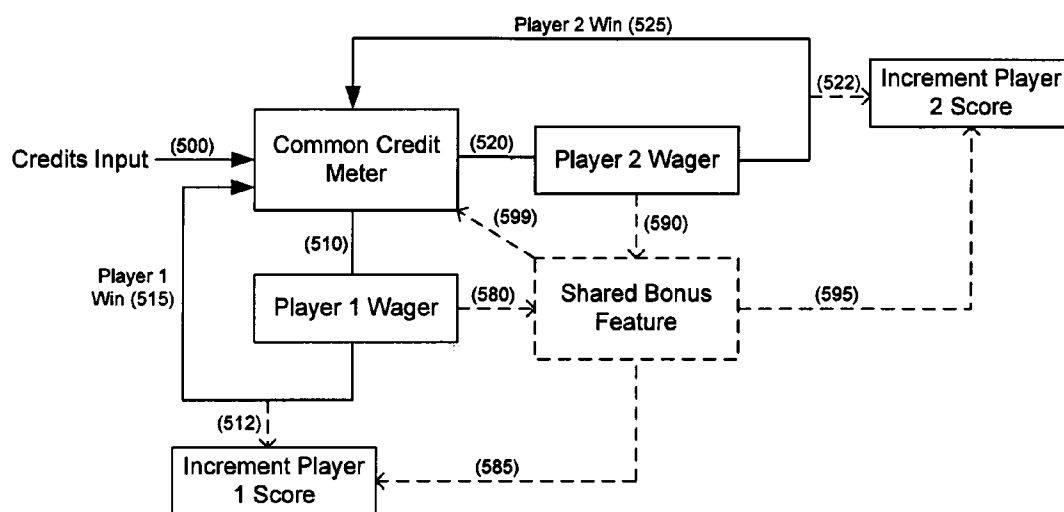 Player 2 Win (525)
(522)
Increment Player
2 Score
Credits Input
(500)
Common Credit
Meter
(520)
Player 2 Wager
(599)
(590)
(510)
Player 1
Win (515)
Player 1 Wager
(580)
Shared Bonus
Feature
(595)
(512)
Increment Player
1 Score
(585)